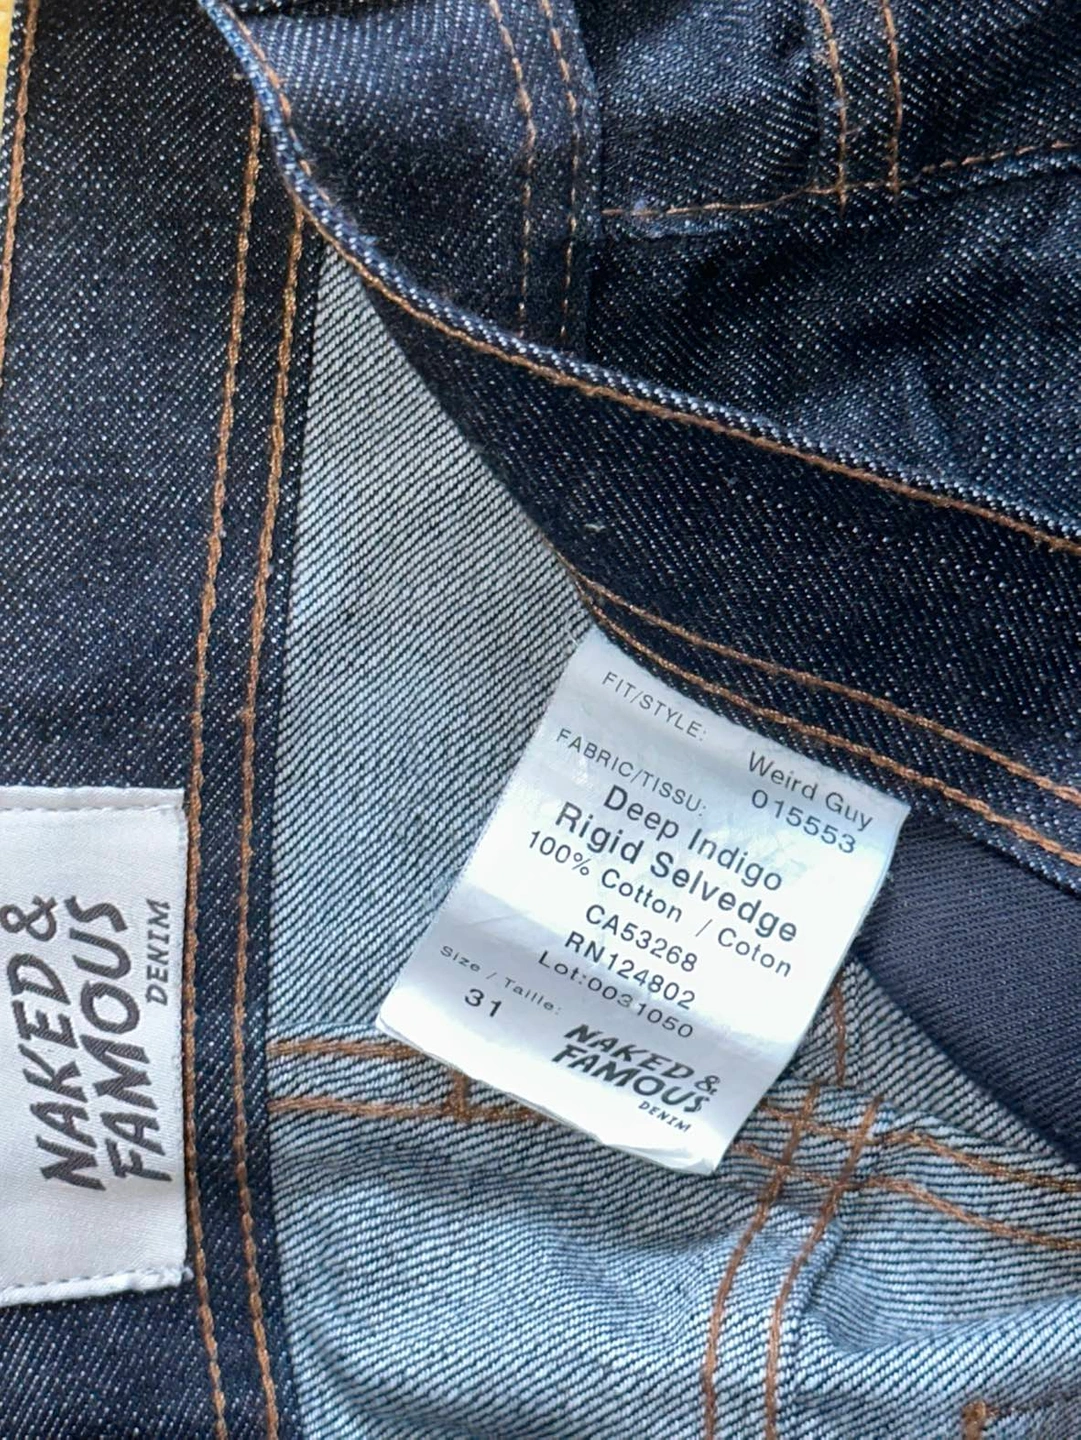 FIT/STYLE:
Weird Guy
015553
FABRIC/TISSU:
Deep Indigo
Rigid Selvedge
100% Cotton / Coton
CA53268
RN124802
Lot:0031050
Size / Taille:
31
NAKED &
FAMOUS
DENIM
NAKED &
FAMOUS
DENIM